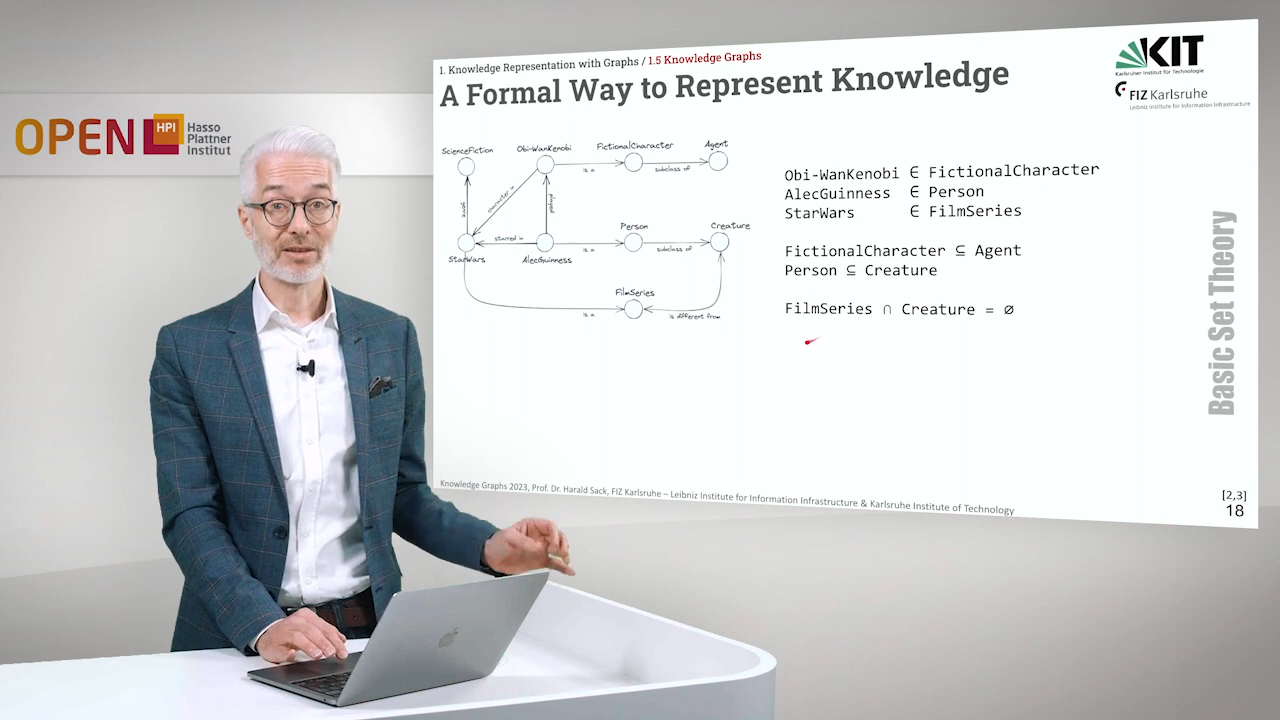 OPEN HPI Hasso
Plattner
Institut
1. Knowledge Representation with Graphs / 1.5 Knowledge Graphs
A Formal Way to Represent Knowledge
KIT
Karlsruher Institut für Technologie
FIZ Karlsruhe
Leibniz Institute for Information Infrastructure
ScienceFiction Obi-WanKenobi FictionalCharacter Agent
is a subclass of
genre character in played
Person Creature
starred in is a subclass of
StarWars AlecGuinness
FilmSeries
is a is different from
Obi-WanKenobi ∈ FictionalCharacter
AlecGuinness ∈ Person
StarWars ∈ FilmSeries
FictionalCharacter ⊆ Agent
Person ⊆ Creature
FilmSeries ∩ Creature = ∅
Basic Set Theory
Knowledge Graphs 2023, Prof. Dr. Harald Sack, FIZ Karlsruhe – Leibniz Institute for Information Infrastructure & Karlsruhe Institute of Technology
[2,3]
18